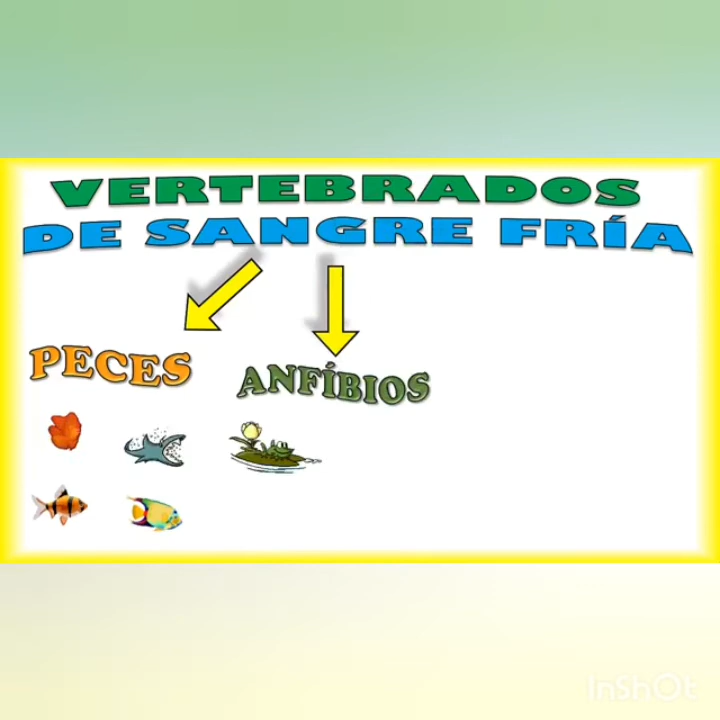 VERTEBRADOS
DE SANGRE FRÍA
PECES
ANFÍBIOS
InShOt